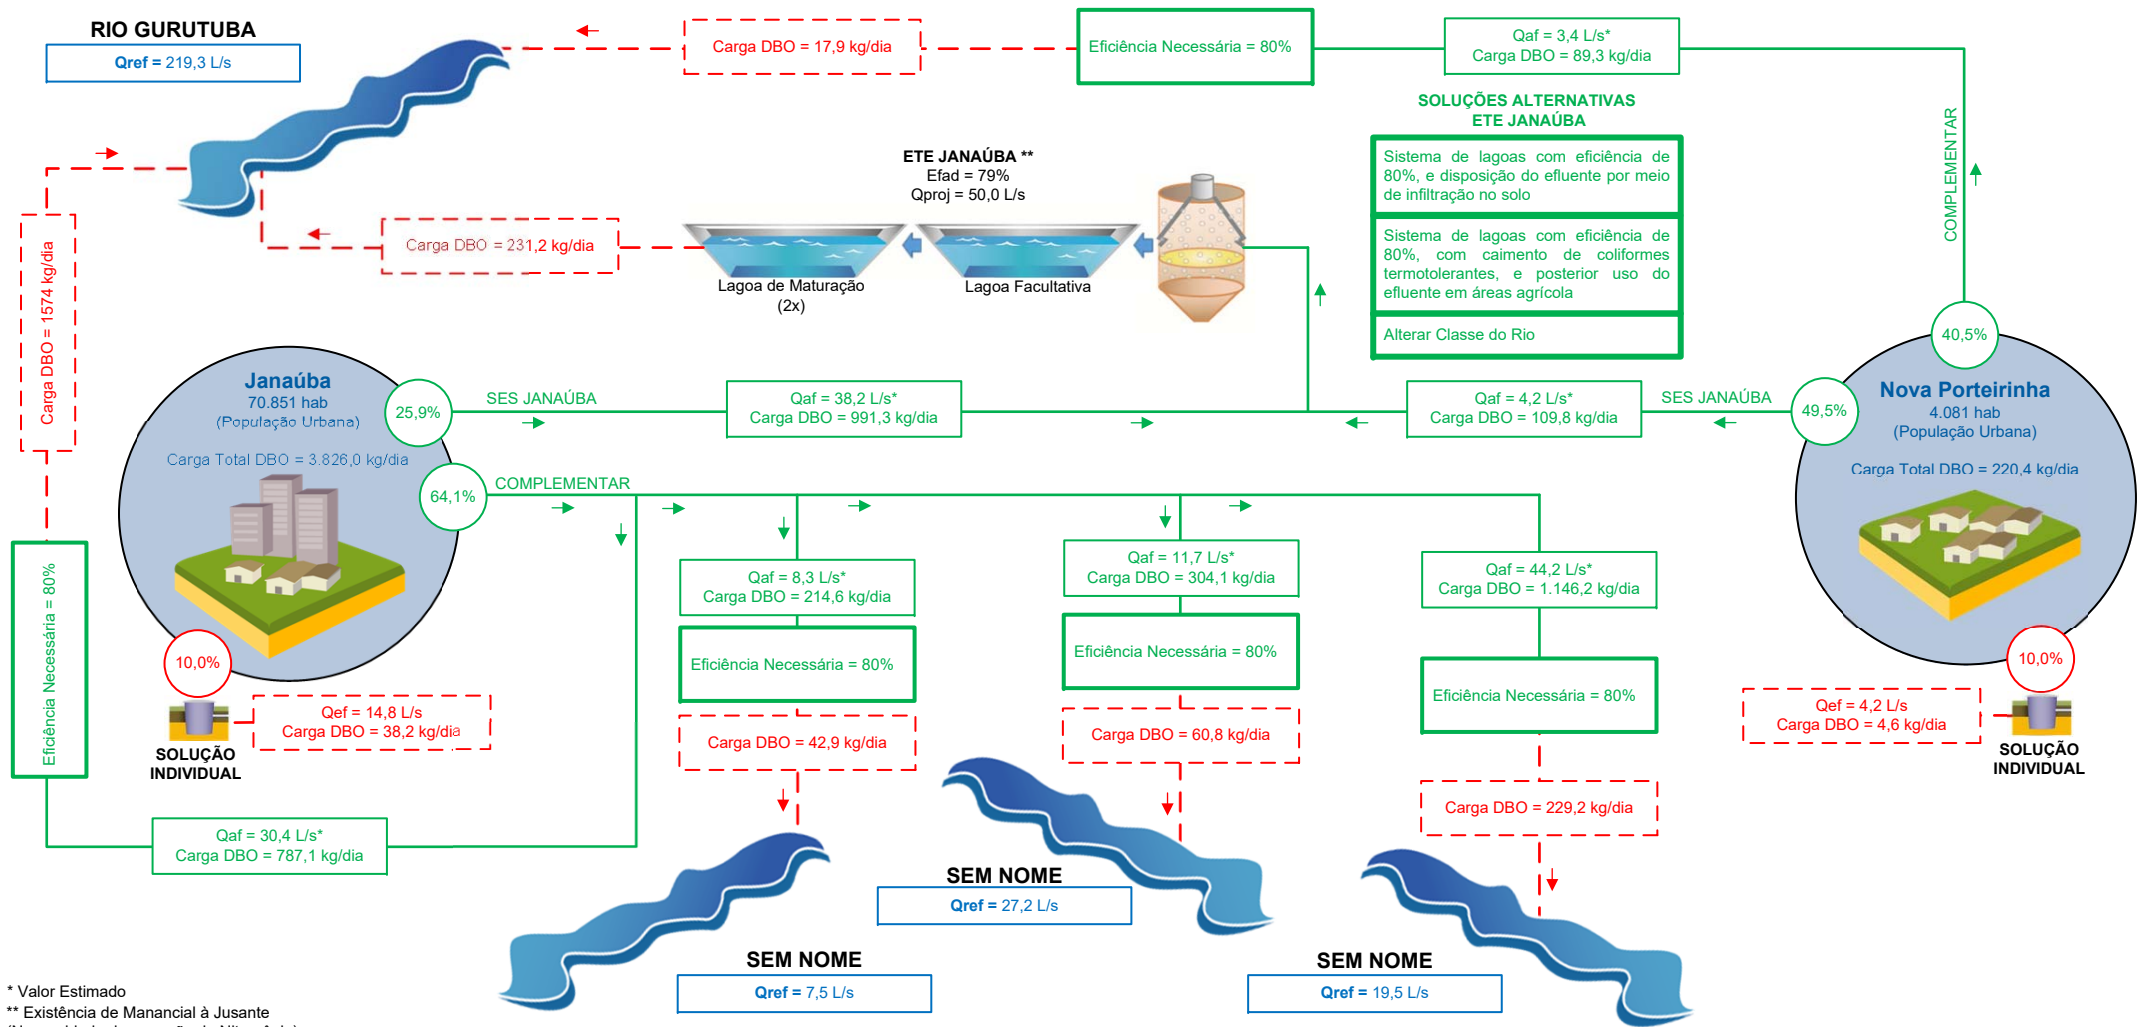 RIO GURUTUBA
Qref = 219,3 L/s
Carga DBO = 17,9 kg/dia
Eficiência Necessária = 80%
Qaf = 3,4 L/s*
Carga DBO = 89,3 kg/dia
SOLUÇÕES ALTERNATIVAS
ETE JANAÚBA
Sistema de lagoas com eficiência de
80%, e disposição do efluente por meio
de infiltração no solo
Sistema de lagoas com eficiência de
80%, com caimento de coliformes
termotolerantes, e posterior uso do
efluente em áreas agrícola
Alterar Classe do Rio
COMPLEMENTAR
ETE JANAÚBA **
Efad = 79%
Qproj = 50,0 L/s
Carga DBO = 231,2 kg/dia
Lagoa de Maturação
(2x)
Lagoa Facultativa
Carga DBO = 1574 kg/dia
Janaúba
70.851 hab
(População Urbana)
Carga Total DBO = 3.826,0 kg/dia
25,9%
SES JANAÚBA
Qaf = 38,2 L/s*
Carga DBO = 991,3 kg/dia
Qaf = 4,2 L/s*
Carga DBO = 109,8 kg/dia
SES JANAÚBA
49,5%
40,5%
Nova Porteirinha
4.081 hab
(População Urbana)
Carga Total DBO = 220,4 kg/dia
64,1%
COMPLEMENTAR
Qaf = 8,3 L/s*
Carga DBO = 214,6 kg/dia
Eficiência Necessária = 80%
Carga DBO = 42,9 kg/dia
Qaf = 11,7 L/s*
Carga DBO = 304,1 kg/dia
Eficiência Necessária = 80%
Carga DBO = 60,8 kg/dia
Qaf = 44,2 L/s*
Carga DBO = 1.146,2 kg/dia
Eficiência Necessária = 80%
Carga DBO = 229,2 kg/dia
10,0%
Qef = 14,8 L/s
Carga DBO = 38,2 kg/dia
SOLUÇÃO
INDIVIDUAL
10,0%
Qef = 4,2 L/s
Carga DBO = 4,6 kg/dia
SOLUÇÃO
INDIVIDUAL
Eficiência Necessária = 80%
Qaf = 30,4 L/s*
Carga DBO = 787,1 kg/dia
SEM NOME
Qref = 27,2 L/s
SEM NOME
Qref = 7,5 L/s
SEM NOME
Qref = 19,5 L/s
* Valor Estimado
** Existência de Manancial à Jusante